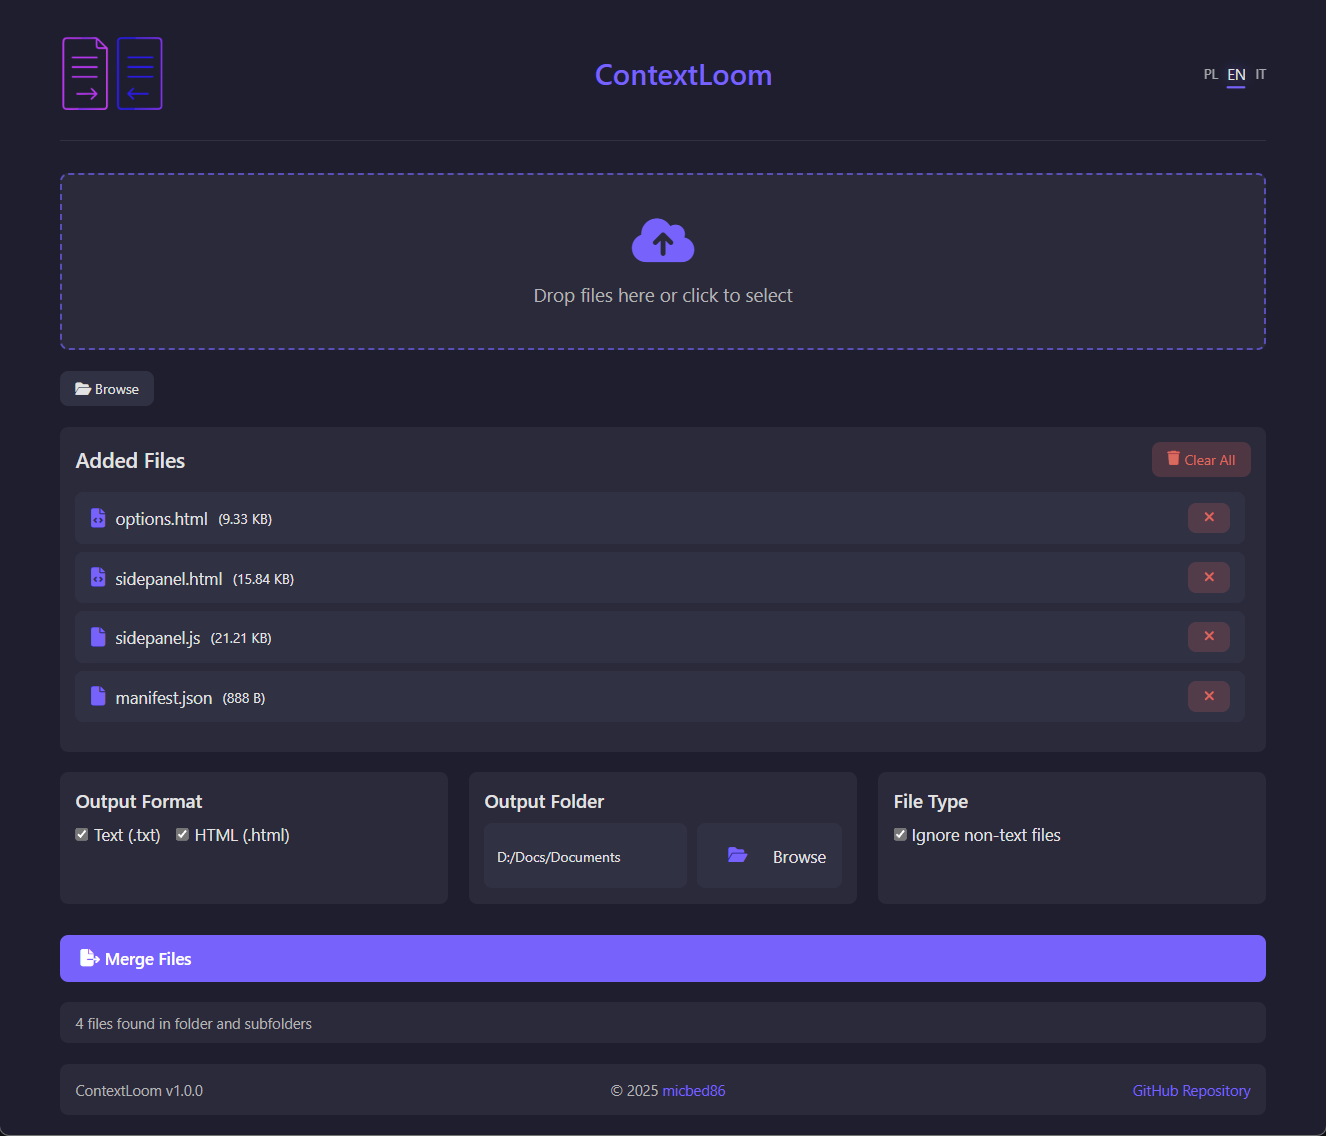 ContextLoom
PL EN IT
Drop files here or click to select
Browse
Added Files
Clear All
options.html (9.33 KB)
sidepanel.html (15.84 KB)
sidepanel.js (21.21 KB)
manifest.json (888 B)
Output Format
Text (.txt) HTML (.html)
Output Folder
D:/Docs/Documents
Browse
File Type
Ignore non-text files
Merge Files
4 files found in folder and subfolders
ContextLoom v1.0.0
© 2025 micbed86
GitHub Repository